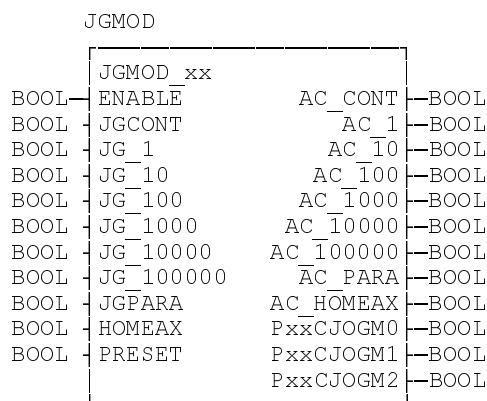 JGMOD
JGMOD_xx
BOOL ENABLE AC_CONT BOOL
BOOL JGCONT AC_1 BOOL
BOOL JG_1 AC_10 BOOL
BOOL JG_10 AC_100 BOOL
BOOL JG_100 AC_1000 BOOL
BOOL JG_1000 AC_10000 BOOL
BOOL JG_10000 AC_100000 BOOL
BOOL JG_100000 AC_PARA BOOL
BOOL JGPARA AC_HOMEAX BOOL
BOOL HOMEAX PxxCJOGM0 BOOL
BOOL PRESET PxxCJOGM1 BOOL
PxxCJOGM2 BOOL